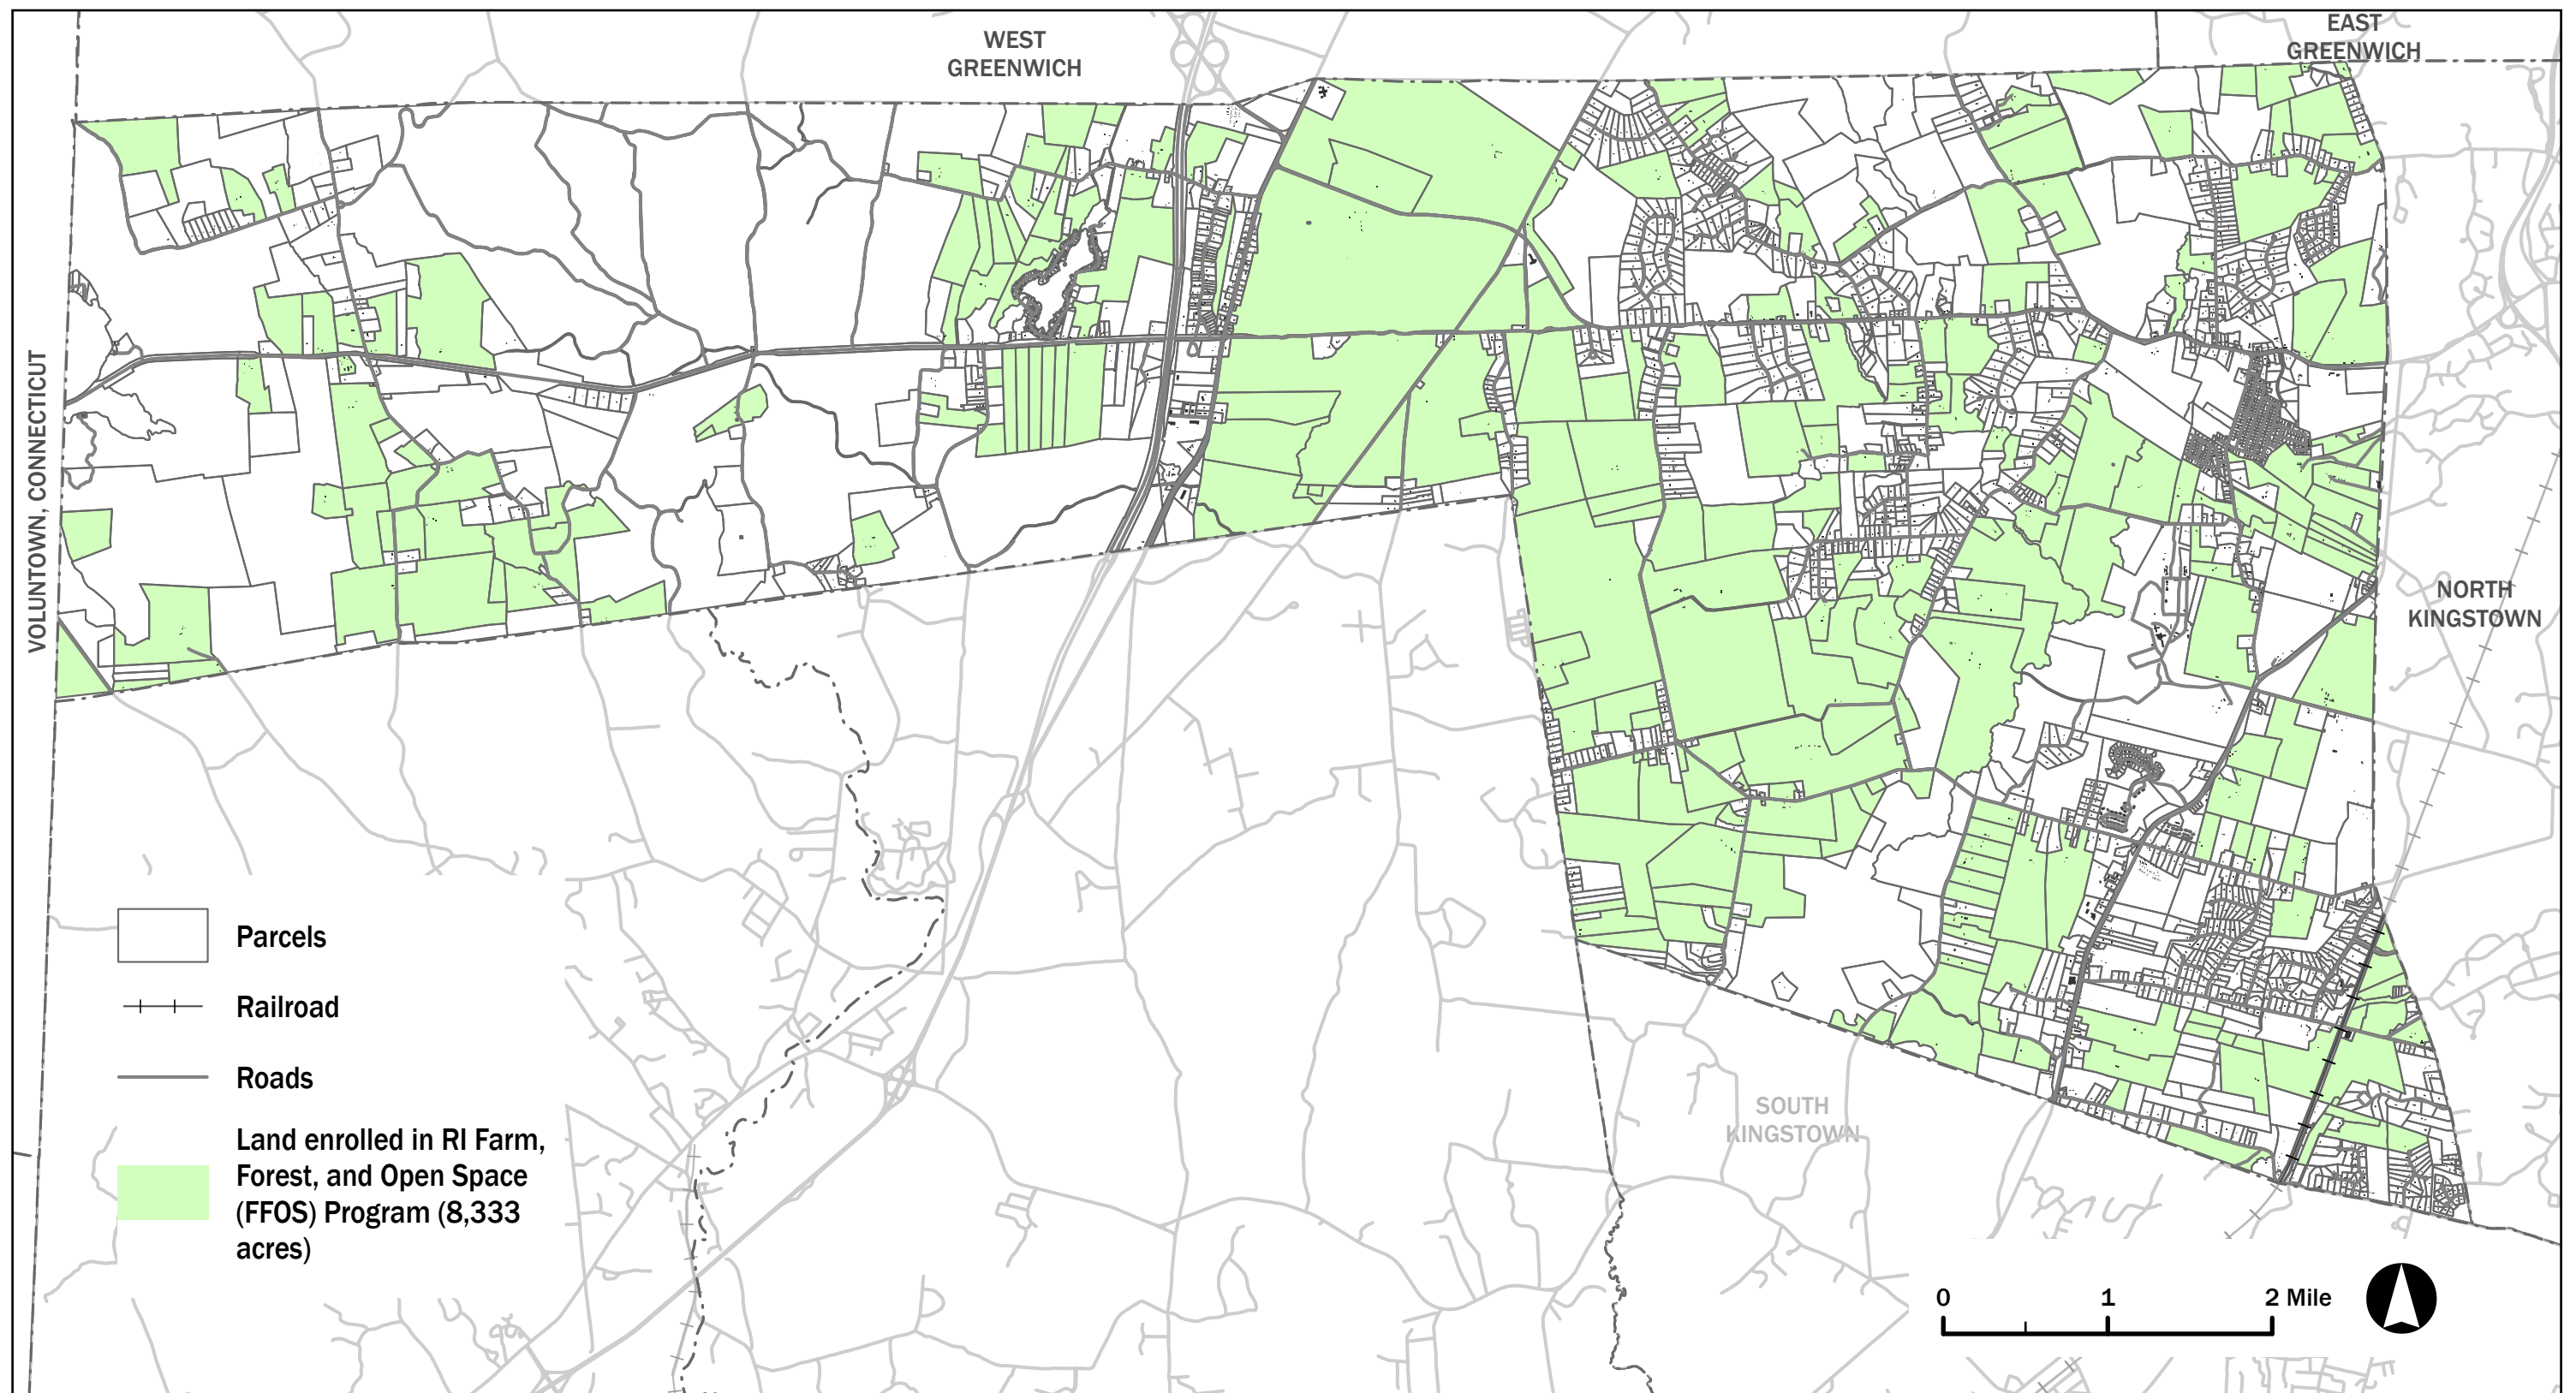 WEST
GREENWICH
EAST
GREENWICH
VOLUNTOWN, CONNECTICUT
NORTH
KINGSTOWN
Parcels
Railroad
Roads
Land enrolled in RI Farm,
Forest, and Open Space
(FFOS) Program (8,333
acres)
SOUTH
KINGSTOWN
0 1 2 Mile